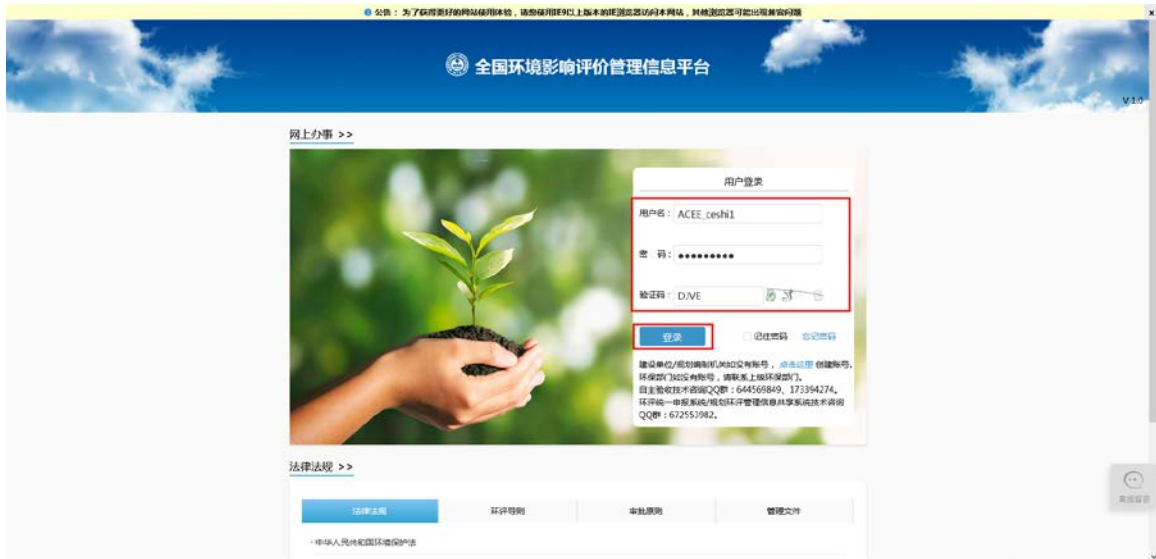 公告：为了获得更好的网站使用体验，请您使用IE9以上版本的IE浏览器访问本网站，其他浏览器可能出现兼容问题
x
全国环境影响评价管理信息平台
V 1.0
网上办事 >>
用户登录
用户名： ACEE_ceshi1
密 码： •••••••••
验证码：
登录 记住密码 忘记密码
建设单位/规划编制机关如没有账号，点击这里 创建账号。
环保部门如没有账号，请联系上级环保部门。
自主验收技术咨询QQ群：644569849、173394274。
环评统一申报系统/规划环评管理信息共享系统技术咨询
QQ群：672553982。
法律法规 >>
法律法规 环评导则 审批原则 管理文件
·中华人民共和国环境保护法